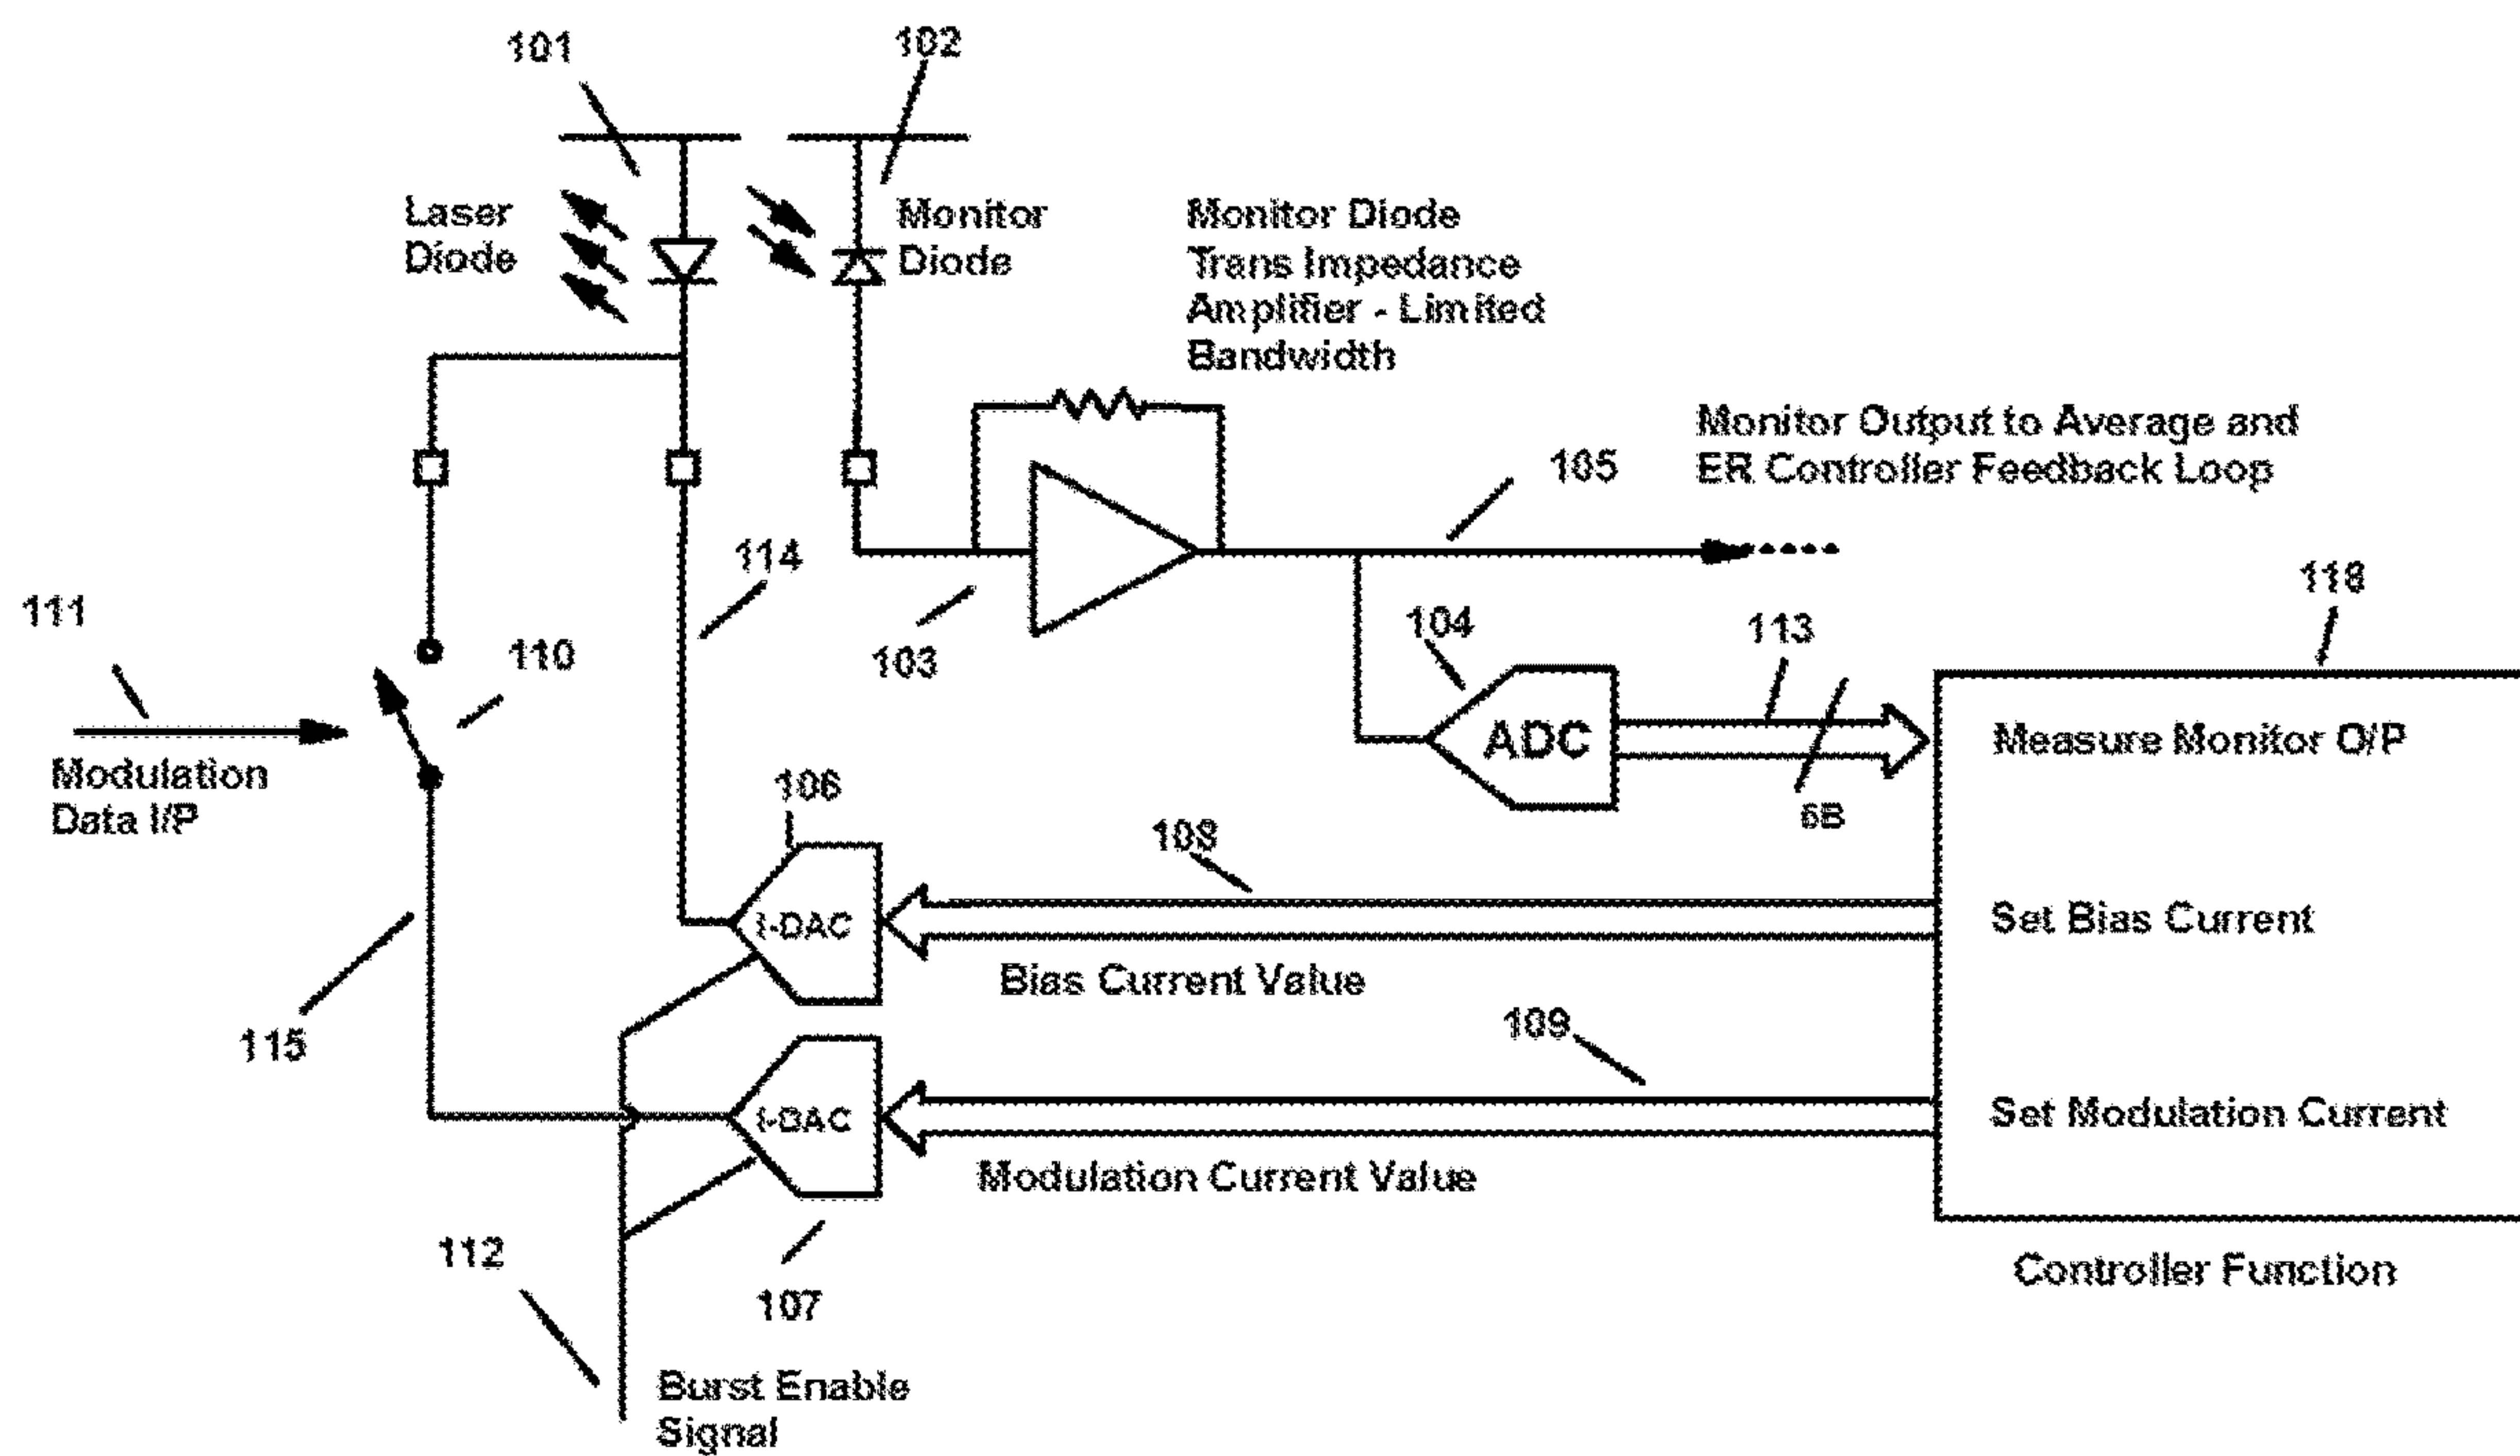 101
102
Laser
Diode
Monitor
Diode
Monitor Diode
Trans Impedance
Amplifier - Limited
Bandwidth
Monitor Output to Average and
ER Controller Feedback Loop
105
114
111
110
103
104
113
116
ADC
Measure Monitor O/P
6B
Modulation
Data I/P
106
108
I-DAC
Set Bias Current
Bias Current Value
115
109
I-DAC
Set Modulation Current
Modulation Current Value
112
107
Controller Function
Burst Enable
Signal